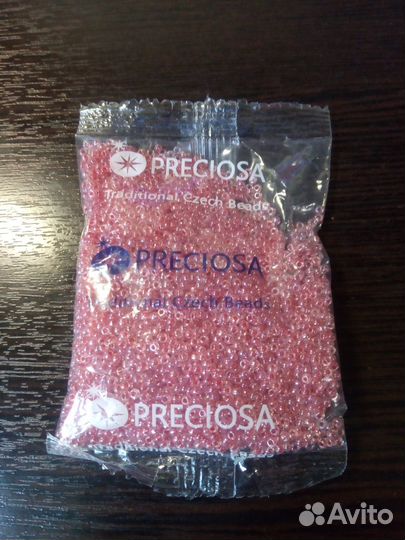 PRECIOSA
Traditional Czech Beads
PRECIOSA
Traditional Czech Beads
PRECIOSA
Avito